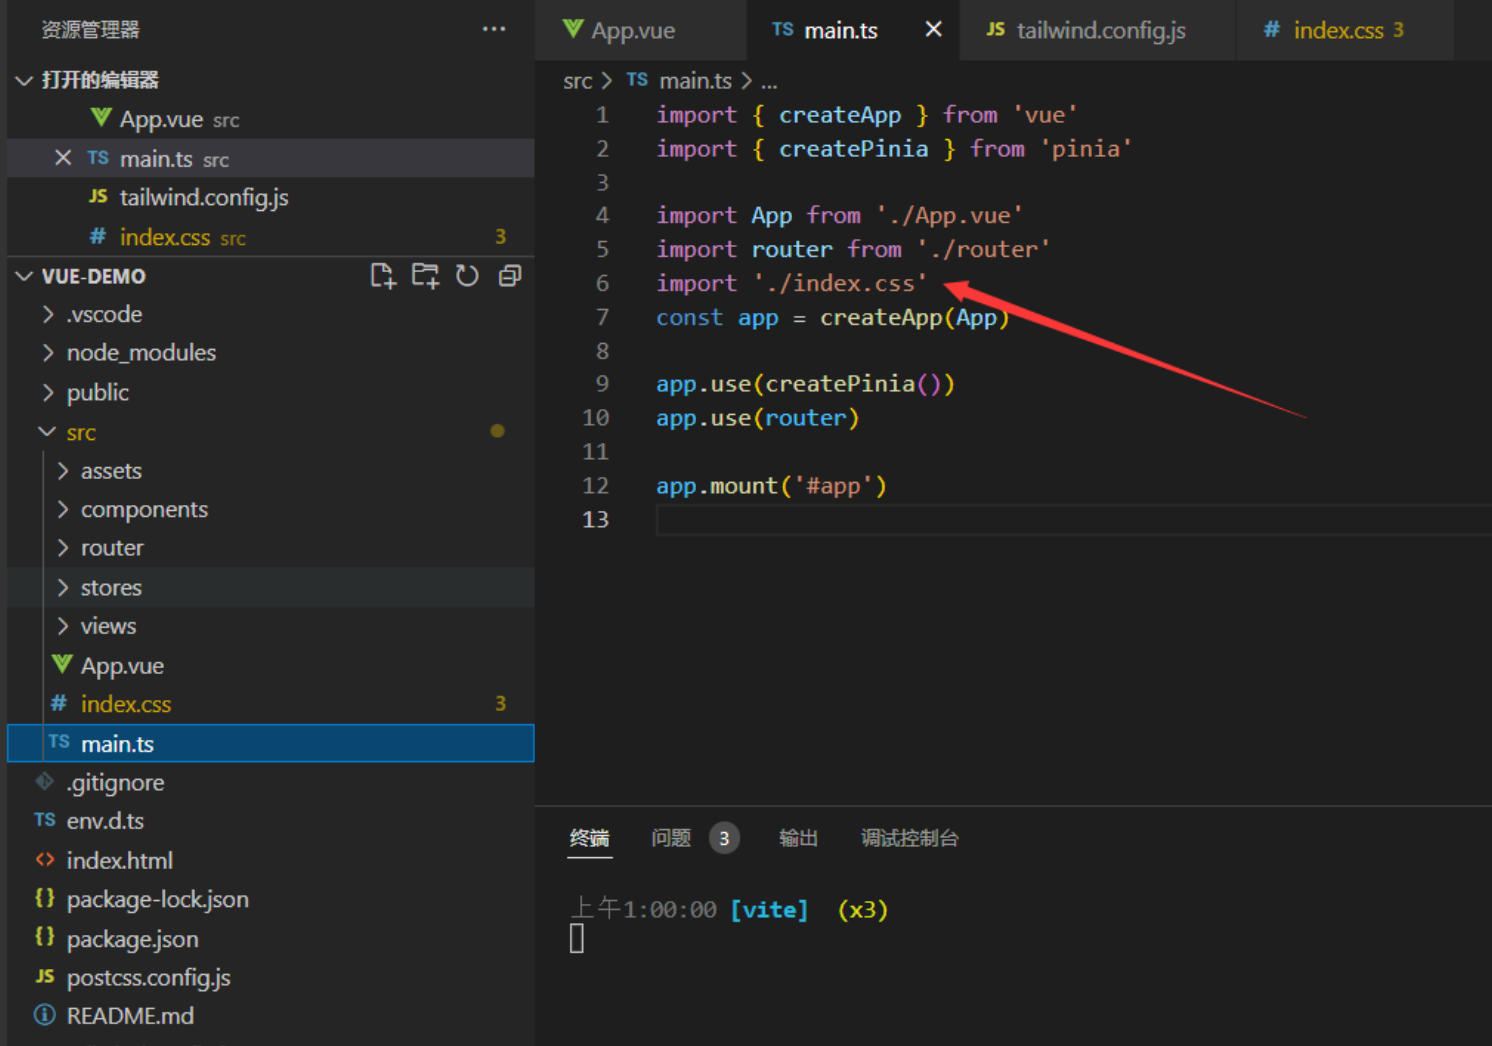 资源管理器 ···
打开的编辑器
App.vue src
TS main.ts src
JS tailwind.config.js
# index.css src 3
VUE-DEMO
.vscode
node_modules
public
src
assets
components
router
stores
views
App.vue
# index.css 3
TS main.ts
.gitignore
TS env.d.ts
<> index.html
{} package-lock.json
{} package.json
JS postcss.config.js
README.md
App.vue TS main.ts JS tailwind.config.js # index.css 3
src > TS main.ts > ...
1 import { createApp } from 'vue'
2 import { createPinia } from 'pinia'
3
4 import App from './App.vue'
5 import router from './router'
6 import './index.css'
7 const app = createApp(App)
8
9 app.use(createPinia())
10 app.use(router)
11
12 app.mount('#app')
13
终端 问题 3 输出 调试控制台
上午1:00:00 [vite] (x3)